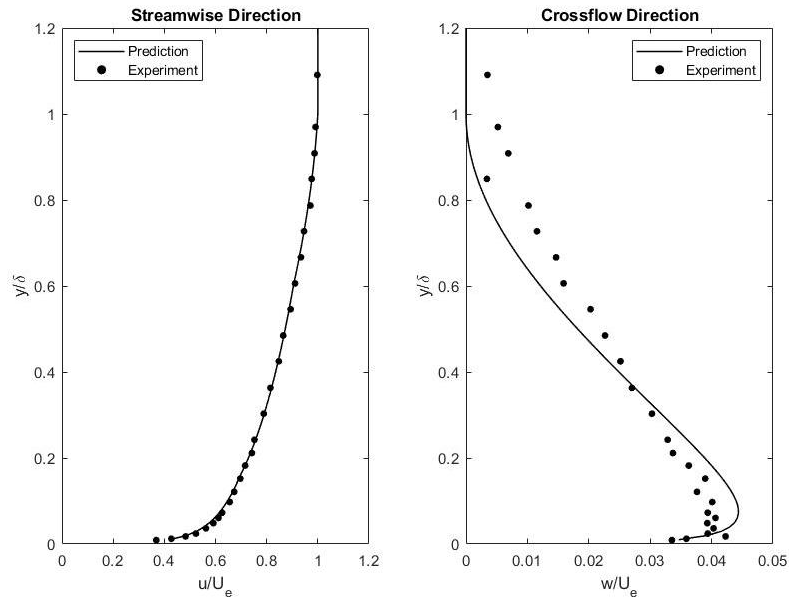 Streamwise Direction
Prediction
Experiment
1.2
1
0.8
0.6
0.4
0.2
0
y/δ
0 0.2 0.4 0.6 0.8 1 1.2
u/Ue
Crossflow Direction
Prediction
Experiment
1.2
1
0.8
0.6
0.4
0.2
0
y/δ
0 0.01 0.02 0.03 0.04 0.05
w/Ue